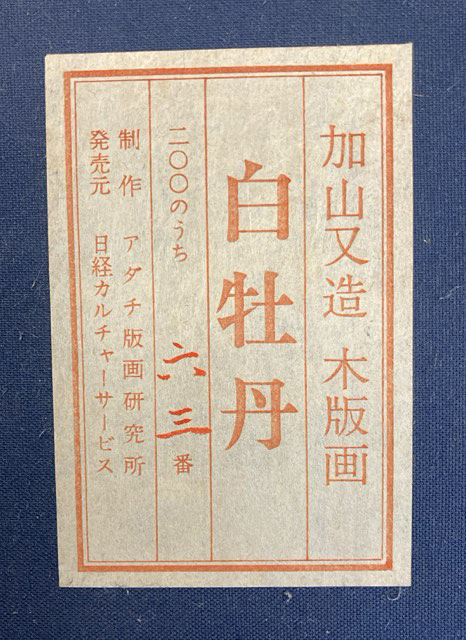 加山又造 木版画
白牡丹
二〇〇のうち 六三番
制作 アダチ版画研究所
発売元 日経カルチャーサービス